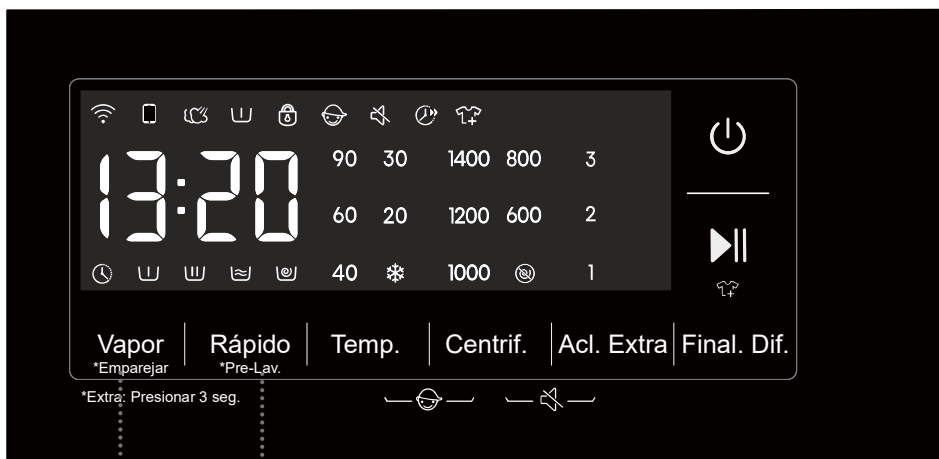 13:20
90 30 1400 800 3
60 20 1200 600 2
40 1000 1
Vapor Rápido Temp. Centrif. Acl. Extra Final. Dif.
*Emparejar *Pre-Lav.
*Extra: Presionar 3 seg.